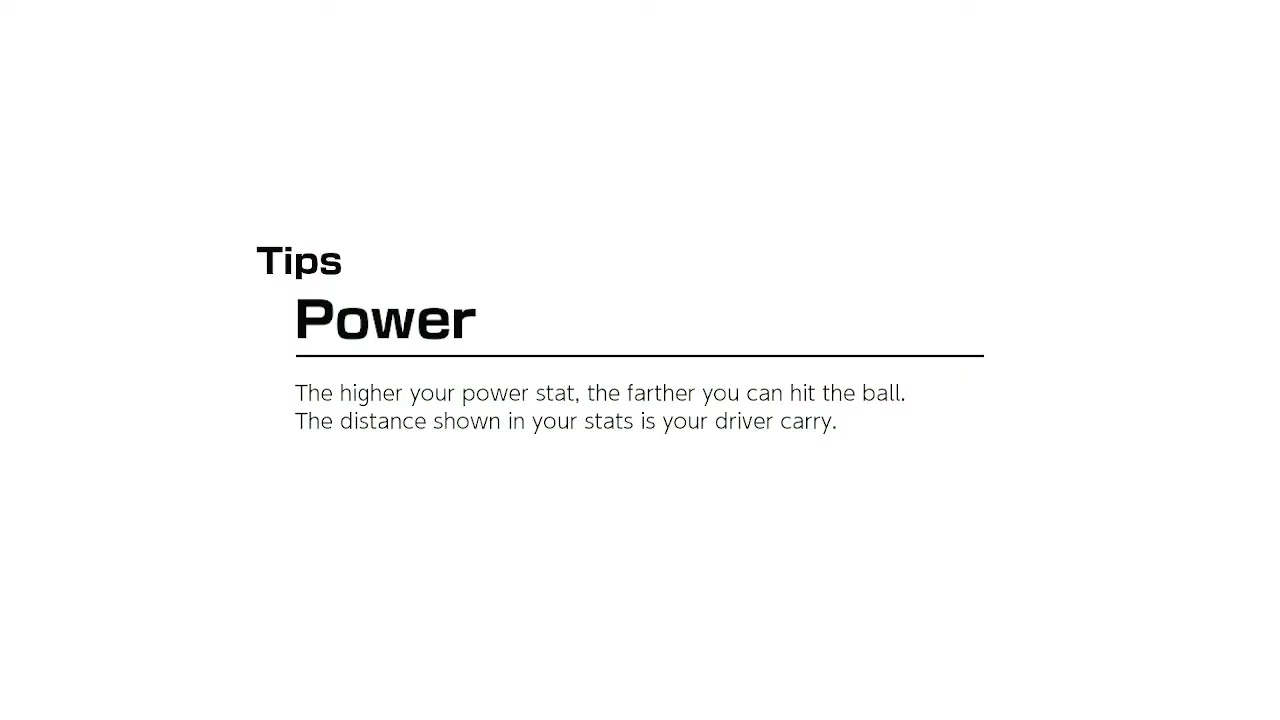 Tips
Power
The higher your power stat, the farther you can hit the ball.
The distance shown in your stats is your driver carry.